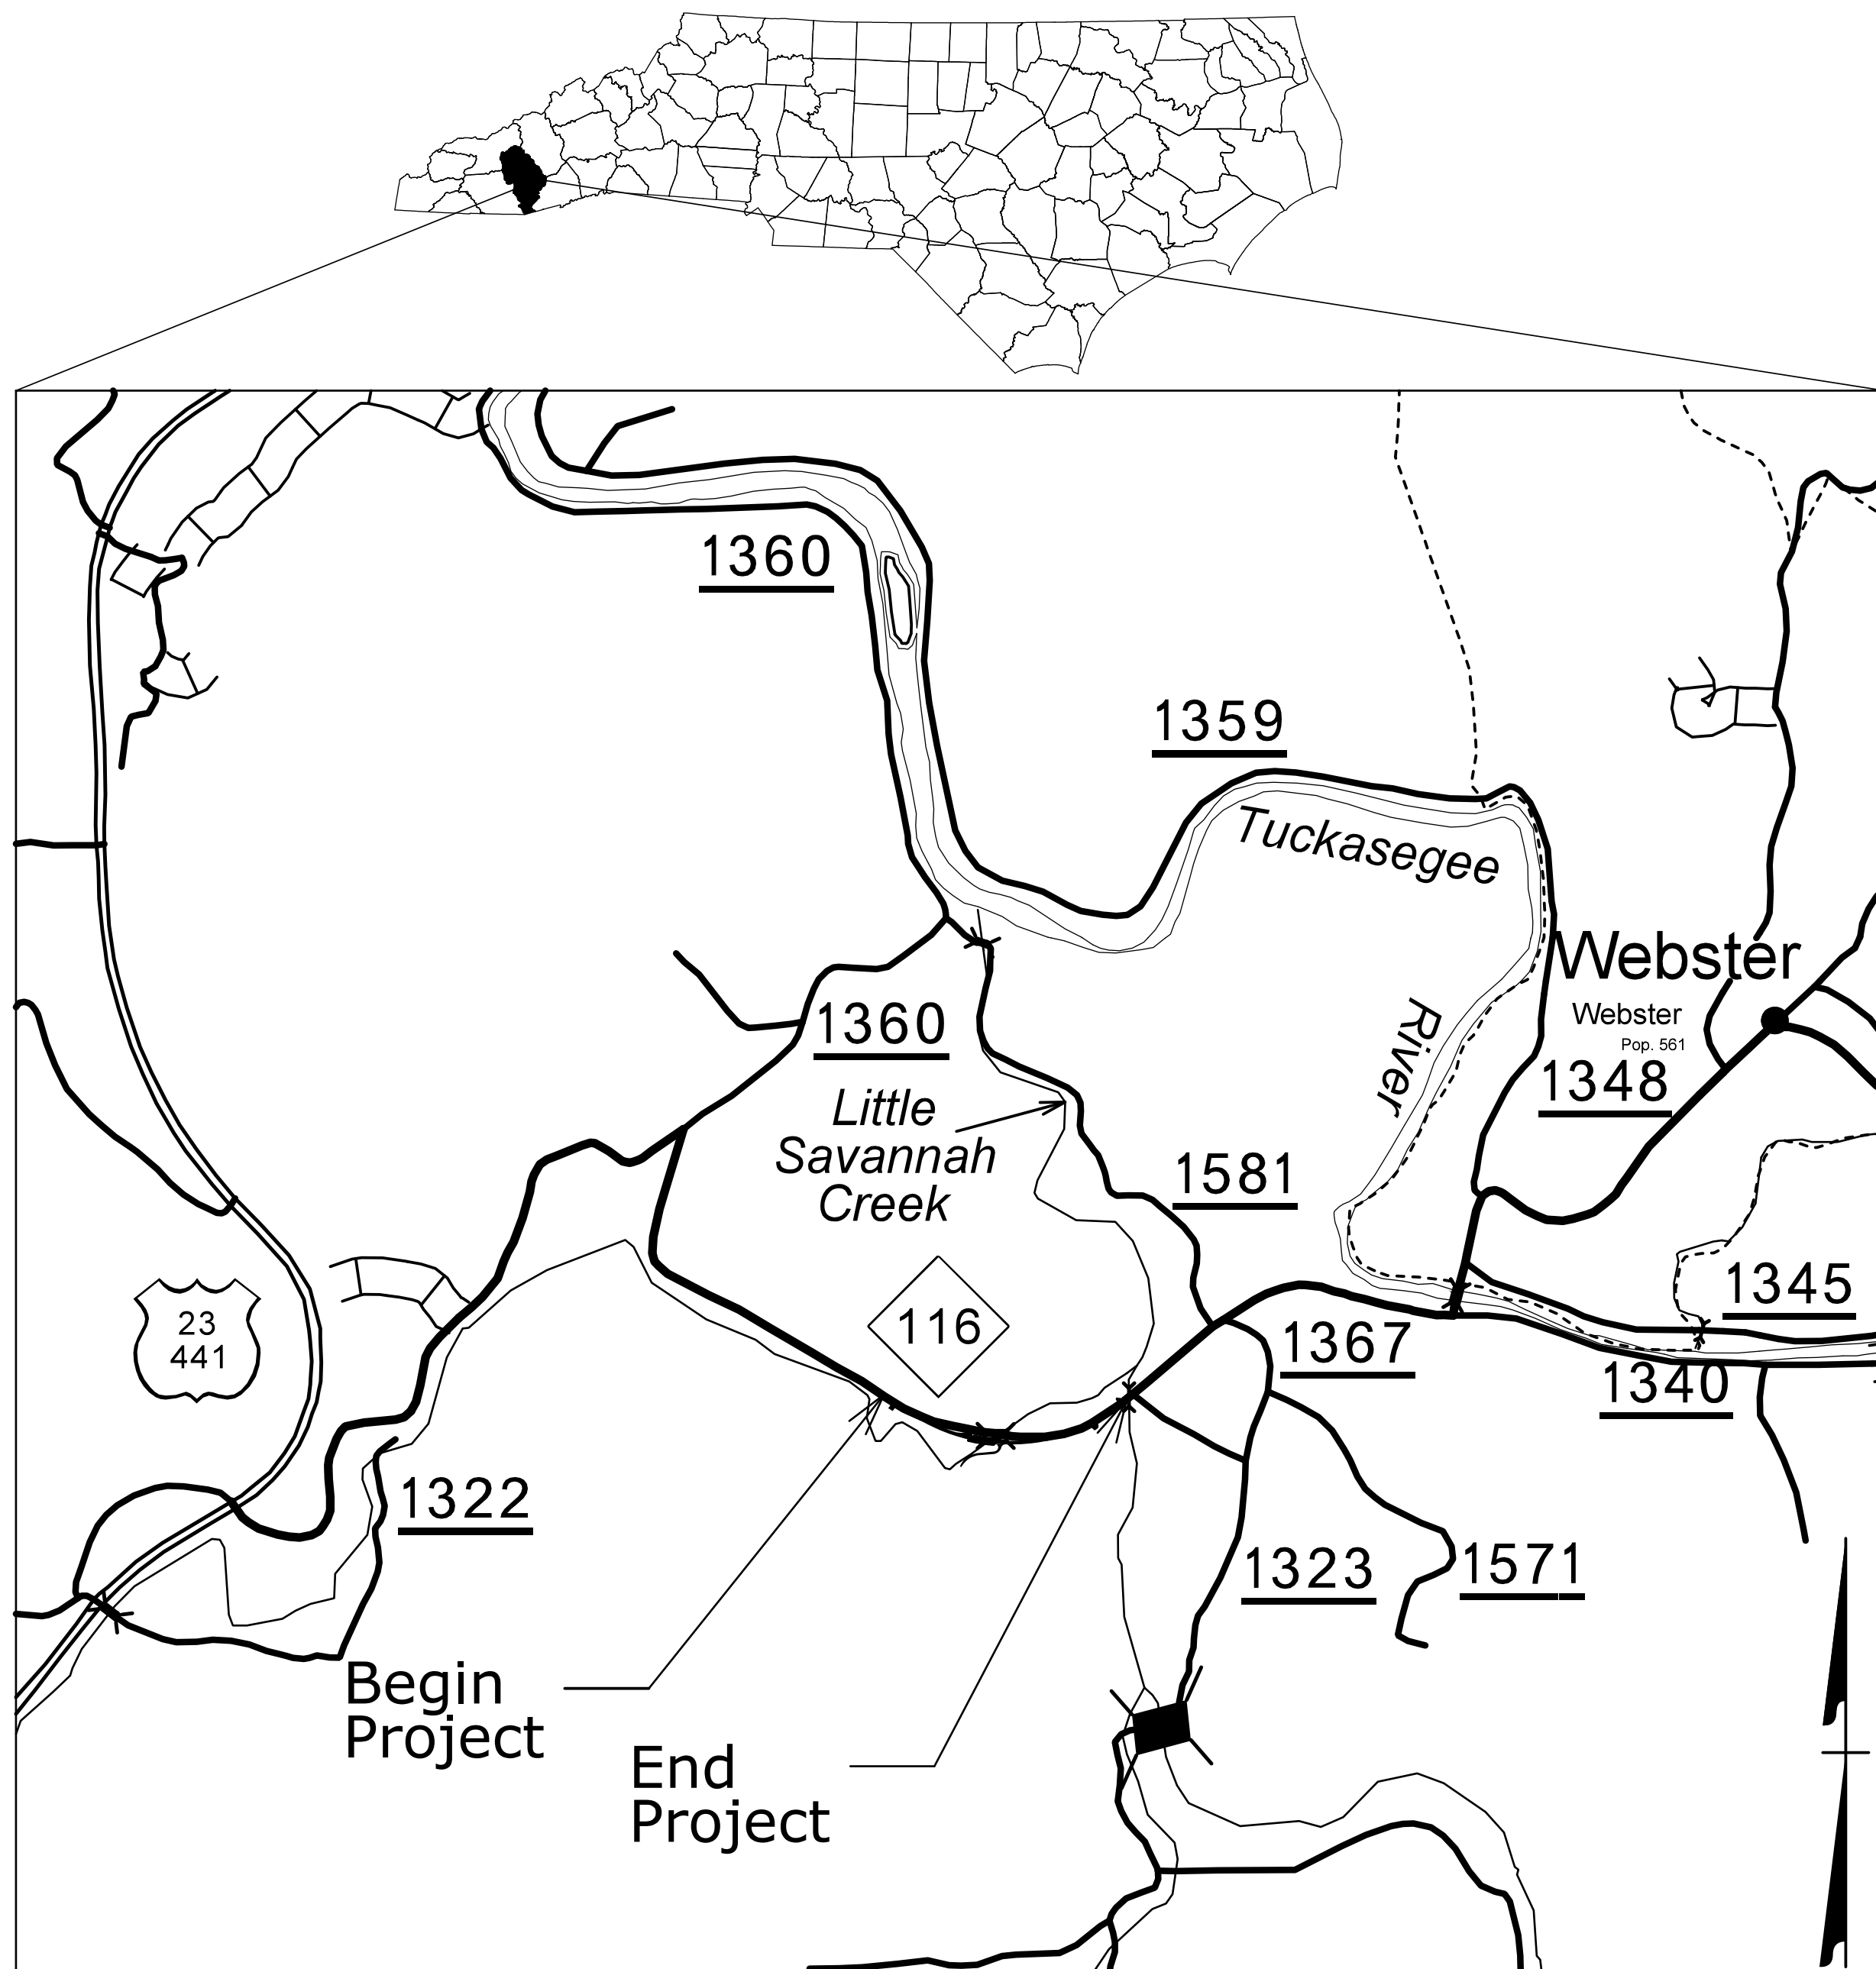 1360
1359
Tuckasegee
Webster
Webster
Pop. 561
1360
River
1348
Little
Savannah
Creek
1581
1345
23
441
116
1367
1340
1322
1323
1571
Begin
Project
End
Project